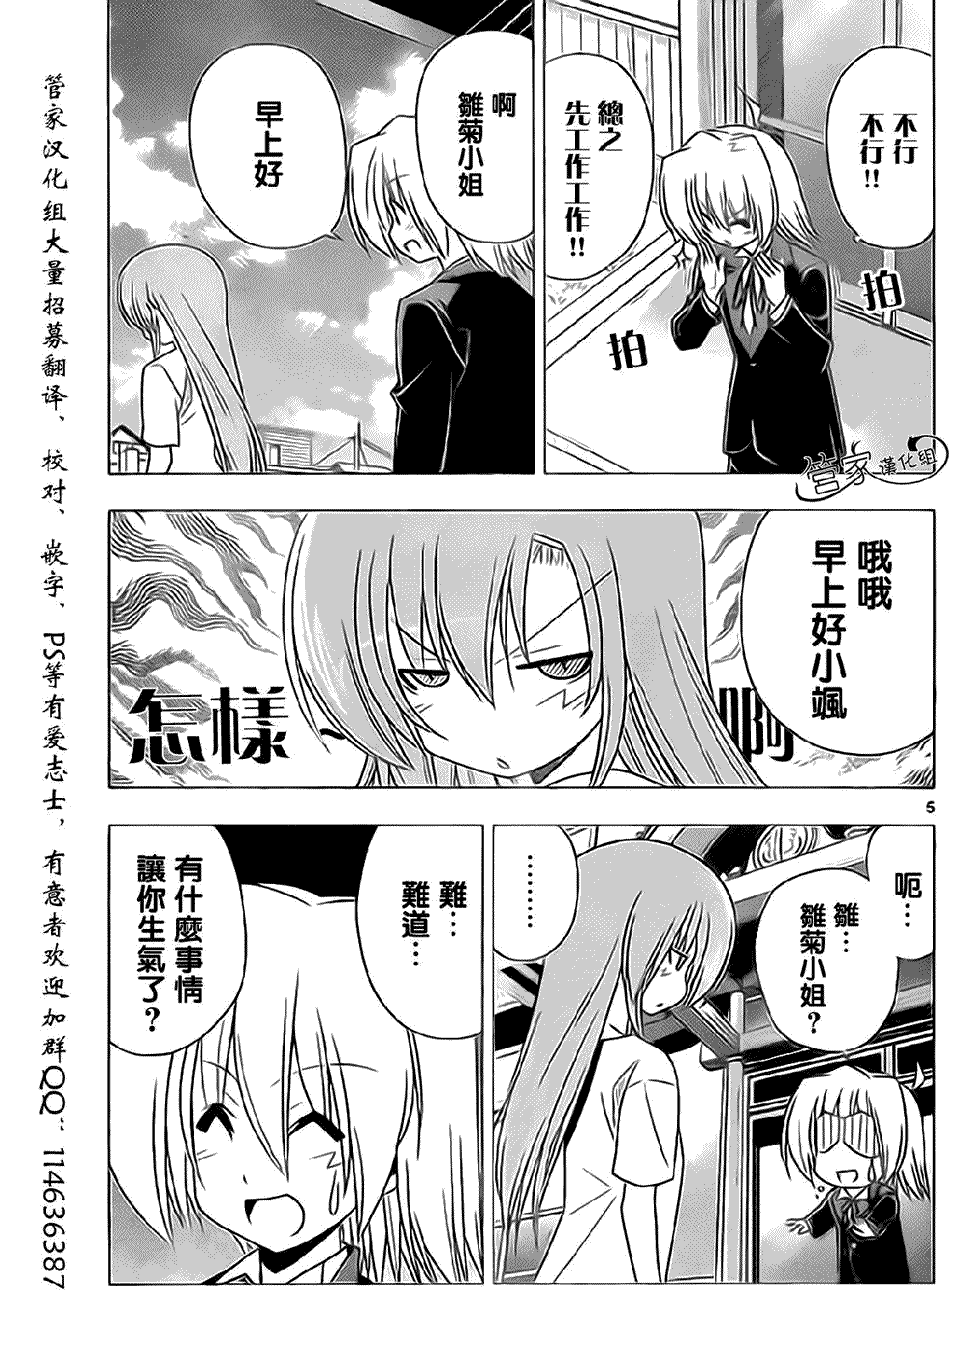 不行
不行!!
總之
先工作工作!!
拍
拍
啊
雛菊小姐
早上好
管家漢化組
哦哦
早上好小颯
怎樣~
啊
5
呃…
雛…
雛菊小姐?
………
難…
難道…
有什麼事情
讓你生氣了?
管家汉化组大量招募翻译、校对、嵌字、PS等有爱志士，有意者欢迎加群QQ：114636387